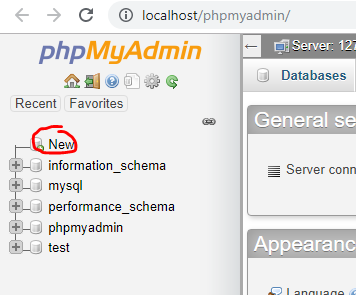 localhost/phpmyadmin/
phpMyAdmin
Recent Favorites
New
information_schema
mysql
performance_schema
phpmyadmin
test
Server: 127
Databases
General se
Server conn
Appearanc
Language